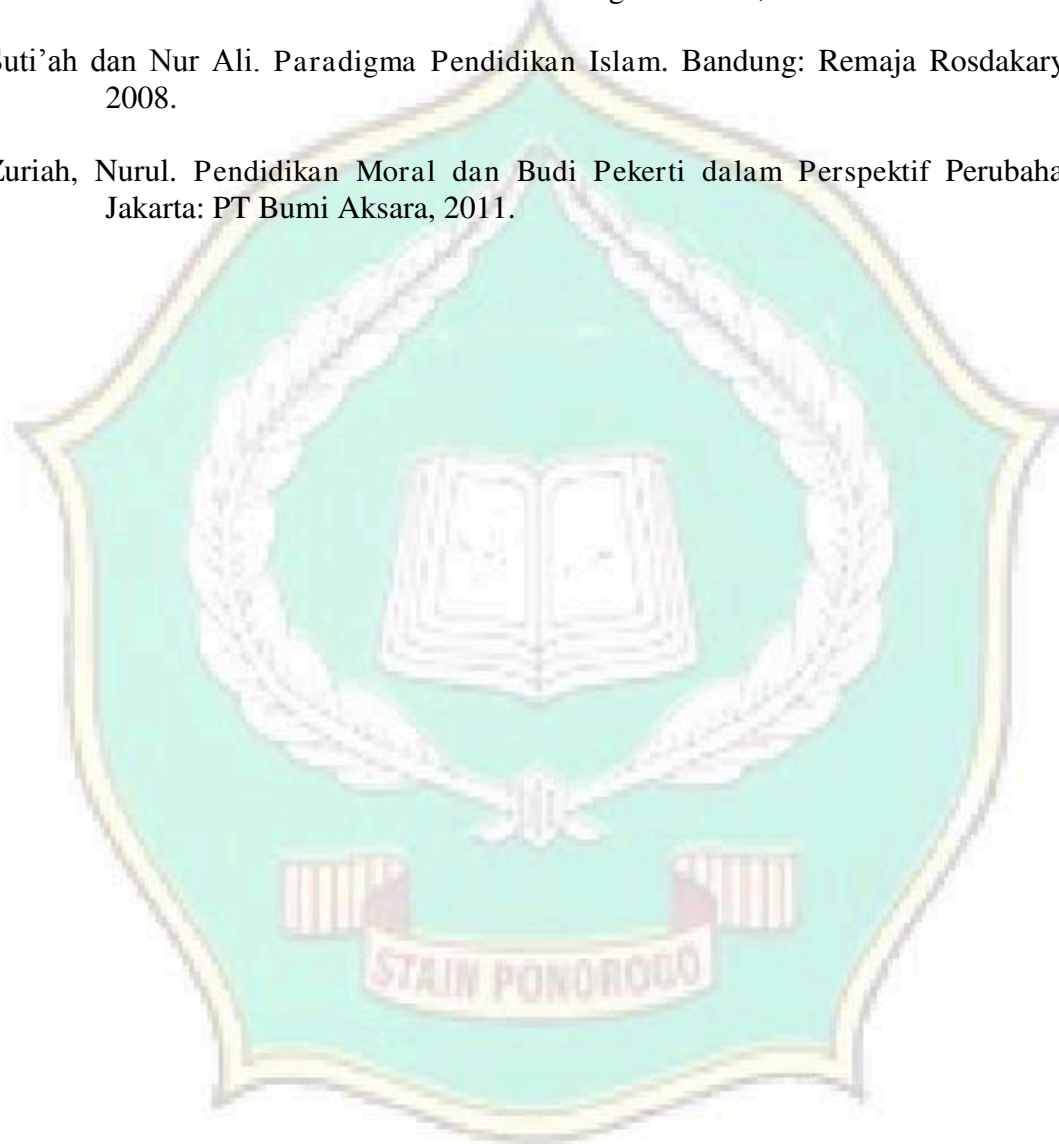 uti'ah dan Nur Ali. Paradigma Pendidikan Islam. Bandung: Remaja Rosdakary
2008.
Zuriah, Nurul. Pendidikan Moral dan Budi Pekerti dalam Perspektif Perubaha
Jakarta: PT Bumi Aksara, 2011.
STAIN PONOROGO